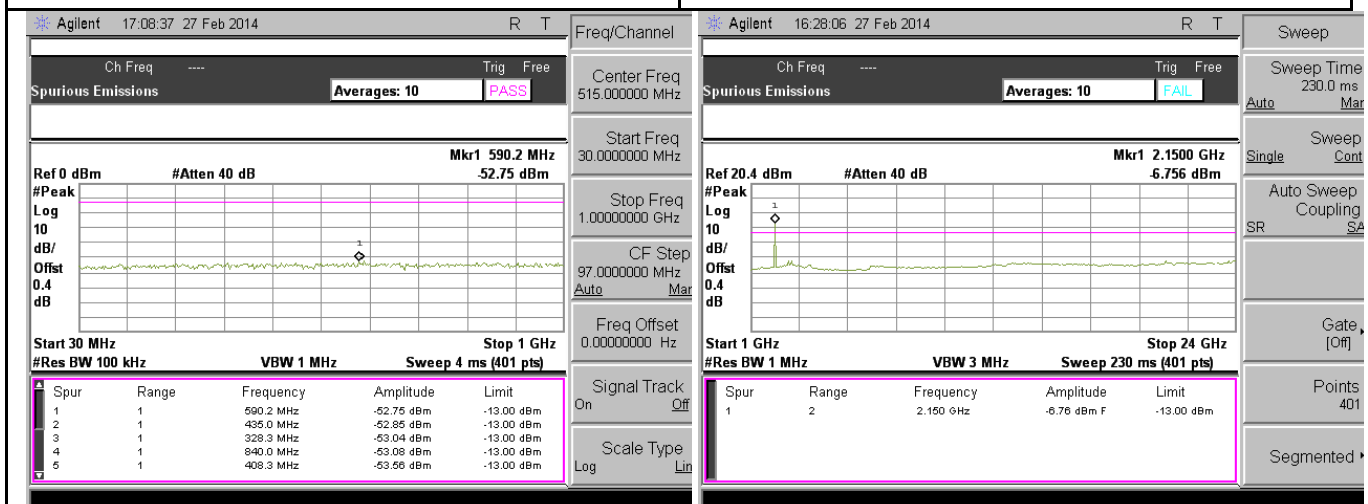 Agilent 17:08:37 27 Feb 2014 R T
Ch Freq ---- Trig Free
Spurious Emissions Averages: 10 PASS
Mkr1 590.2 MHz
Ref 0 dBm #Atten 40 dB -52.75 dBm
#Peak
Log
10
dB/
Offst
0.4
dB
1
Start 30 MHz Stop 1 GHz
#Res BW 100 kHz VBW 1 MHz Sweep 4 ms (401 pts)
Spur Range Frequency Amplitude Limit
1 1 590.2 MHz -52.75 dBm -13.00 dBm
2 1 435.0 MHz -52.85 dBm -13.00 dBm
3 1 328.3 MHz -53.04 dBm -13.00 dBm
4 1 840.0 MHz -53.08 dBm -13.00 dBm
5 1 408.3 MHz -53.56 dBm -13.00 dBm
Freq/Channel
Center Freq
515.000000 MHz
Start Freq
30.0000000 MHz
Stop Freq
1.00000000 GHz
CF Step
97.0000000 MHz
Auto Mar
Freq Offset
0.00000000 Hz
Signal Track
On Off
Scale Type
Log Lin
Agilent 16:28:06 27 Feb 2014 R T
Ch Freq ---- Trig Free
Spurious Emissions Averages: 10 FAIL
Mkr1 2.1500 GHz
Ref 20.4 dBm #Atten 40 dB -6.756 dBm
#Peak
Log
10
dB/
Offst
0.4
dB
1
Start 1 GHz Stop 24 GHz
#Res BW 1 MHz VBW 3 MHz Sweep 230 ms (401 pts)
Spur Range Frequency Amplitude Limit
1 2 2.150 GHz -6.76 dBm F -13.00 dBm
Sweep
Sweep Time
230.0 ms
Auto Mar
Sweep
Single Cont
Auto Sweep
Coupling
SR SA
Gate
[Off]
Points
401
Segmented